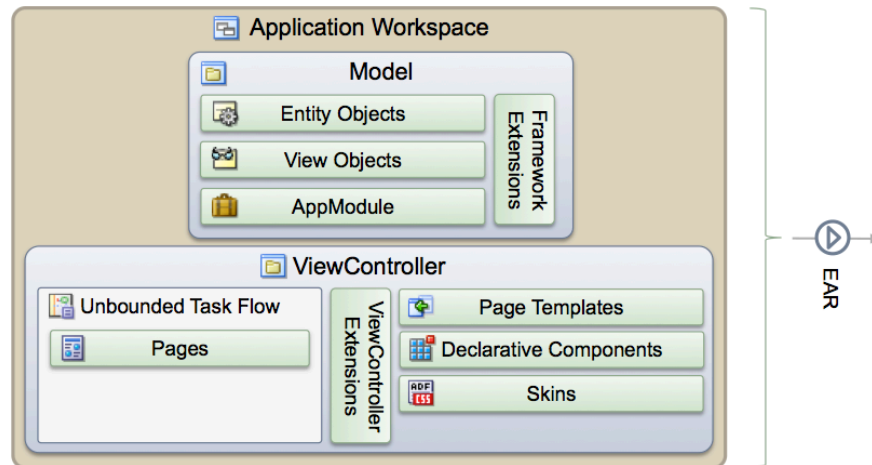 Application Workspace
Model
Entity Objects
View Objects
AppModule
Framework
Extensions
ViewController
Unbounded Task Flow
Pages
ViewController
Extensions
Page Templates
Declarative Components
ADF
CSS
Skins
EAR